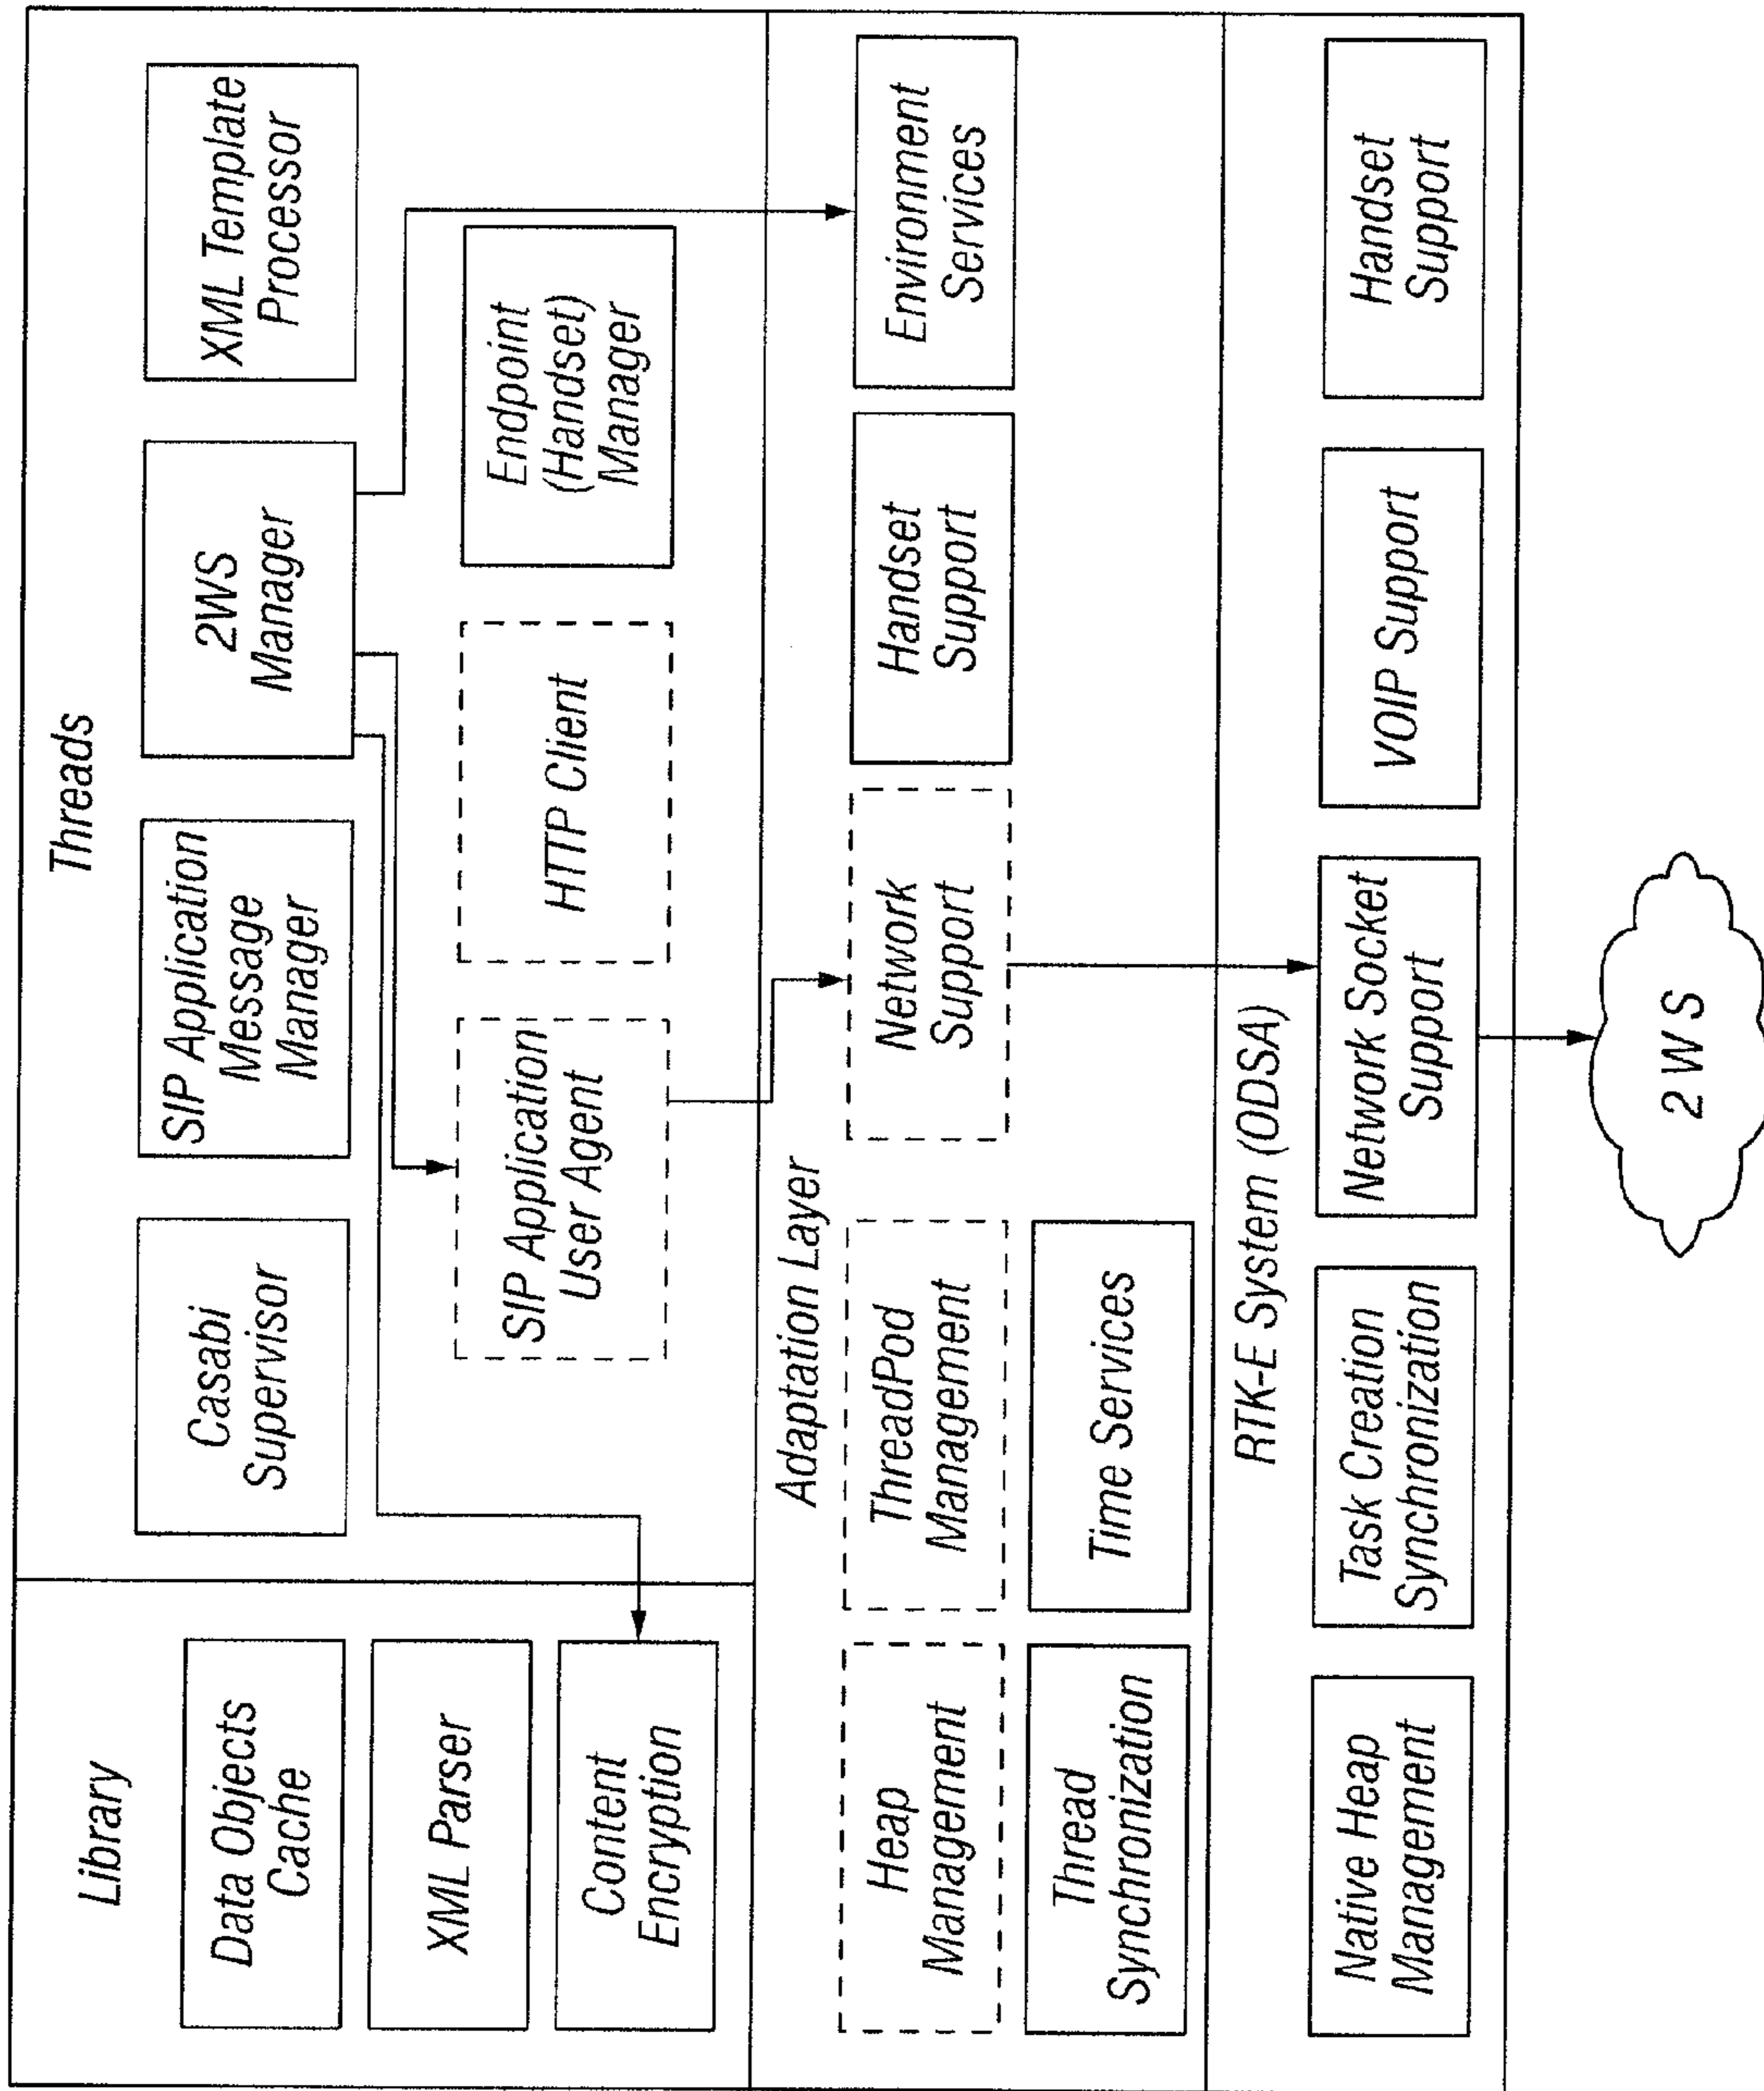 Library
Data Objects
Cache
XML Parser
Content
Encryption
Threads
Casabi
Supervisor
SIP Application
Message
Manager
2WS
Manager
XML Template
Processor
SIP Application
User Agent
HTTP Client
Endpoint
(Handset)
Manager
Adaptation Layer
Heap
Management
ThreadPod
Management
Network
Support
Handset
Support
Environment
Services
Thread
Synchronization
Time Services
RTK-E System (ODSA)
Native Heap
Management
Task Creation
Synchronization
Network Socket
Support
VOIP Support
Handset
Support
2 W S